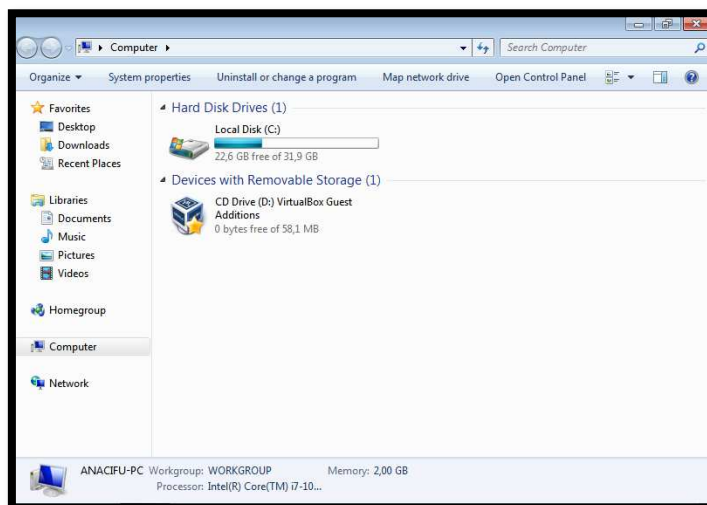 Computer
Search Computer
Organize
System properties
Uninstall or change a program
Map network drive
Open Control Panel
Favorites
Desktop
Downloads
Recent Places
Libraries
Documents
Music
Pictures
Videos
Homegroup
Computer
Network
Hard Disk Drives (1)
Local Disk (C:)
22,6 GB free of 31,9 GB
Devices with Removable Storage (1)
CD Drive (D:) VirtualBox Guest
Additions
0 bytes free of 58,1 MB
ANACIFU-PC Workgroup: WORKGROUP Memory: 2,00 GB
Processor: Intel(R) Core(TM) i7-10...